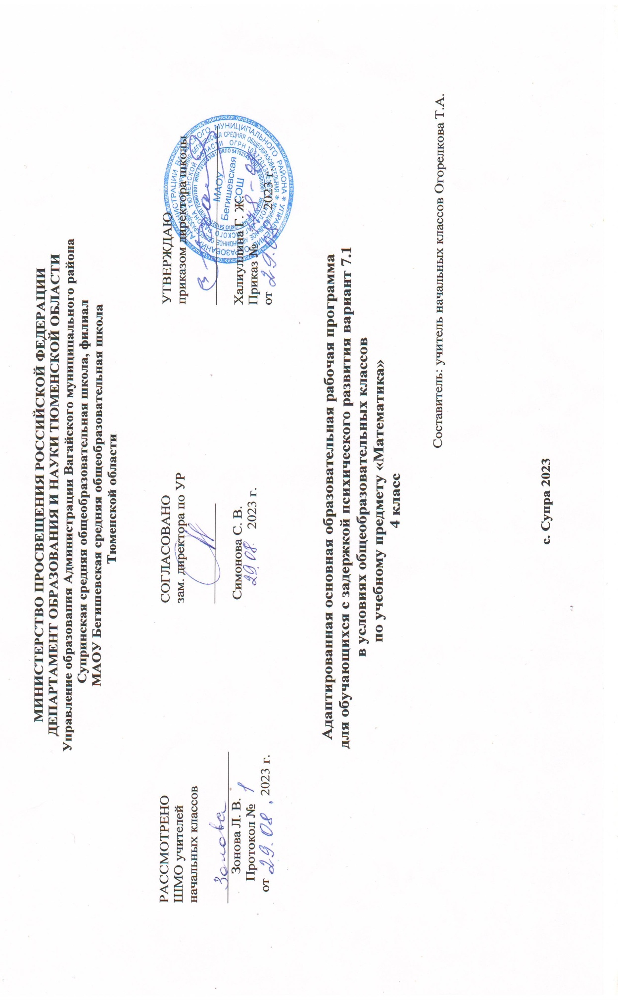 МИНИСТЕРСТВО ПРОСВЕЩЕНИЯ РОССИЙСКОЙ ФЕДЕРАЦИИ
ДЕПАРТАМЕНТ ОБРАЗОВАНИЯ И НАУКИ ТЮМЕНСКОЙ ОБЛАСТИ
Управление образования Администрации Вагайского муниципального района
Супринская средняя общеобразовательная школа, филиал
МАОУ Бегишевская средняя общеобразовательная школа
Тюменской области
РАССМОТРЕНО
ШМО учителей
начальных классов
Зонова
Зонова Л. В.
Протокол № 1
от 29.08. 2023 г.
СОГЛАСОВАНО
зам. директора по УР
Симонова С. В.
29.08. 2023 г.
УТВЕРЖДАЮ
приказом директора школы
Халиуллина Г. Ж.
Приказ №
от 29.08. 2023 г.
МАОУ
Бегишевская
СОШ
Адаптированная основная образовательная рабочая программа
для обучающихся с задержкой психического развития вариант 7.1
в условиях общеобразовательных классов
по учебному предмету «Математика»
4 класс
Составитель: учитель начальных классов Огорелкова Т.А.
с. Супра 2023